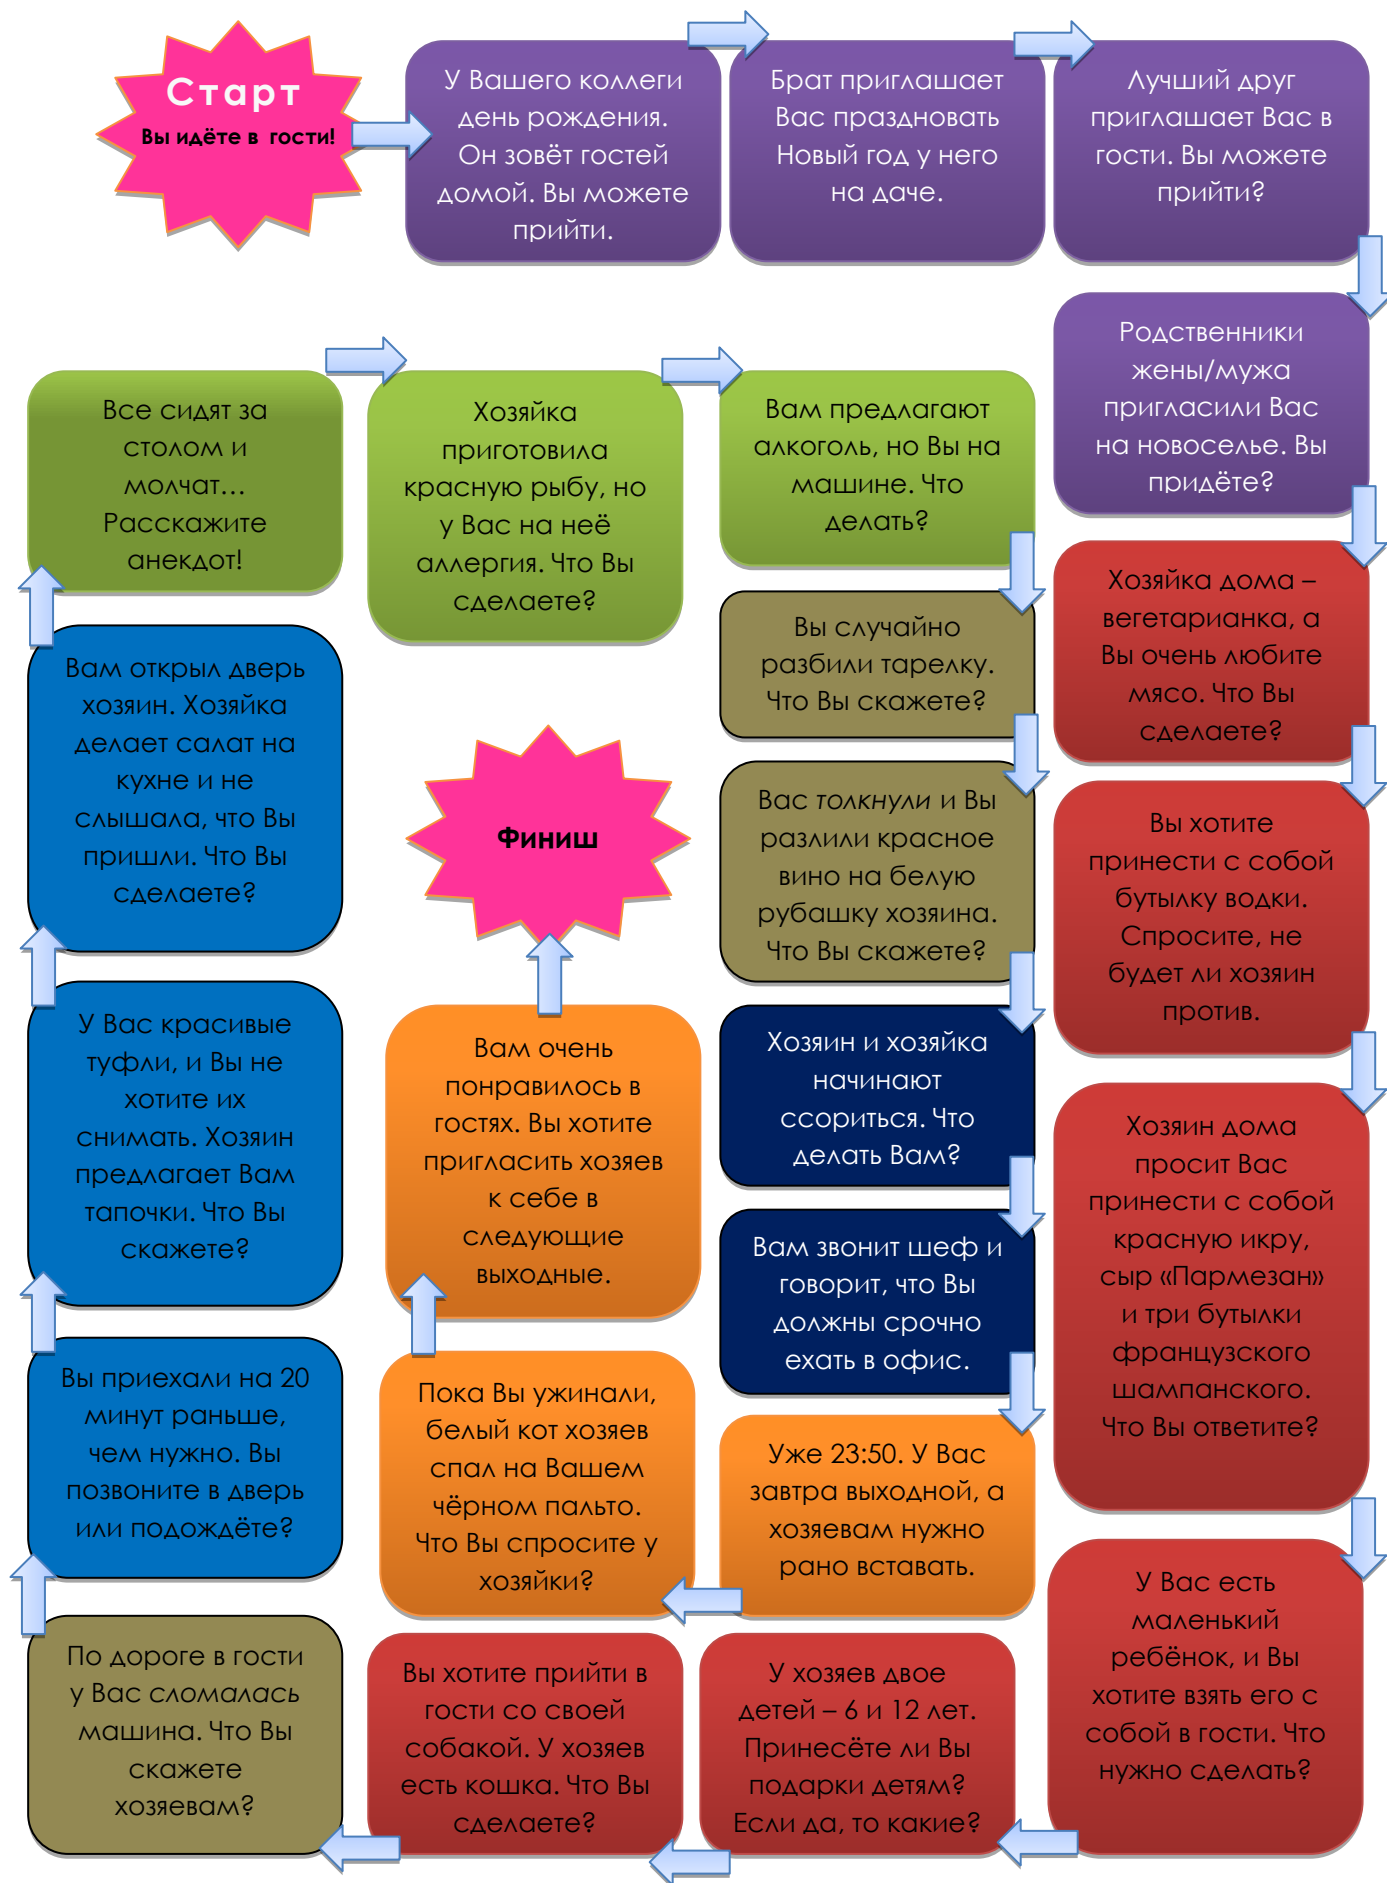 Старт
Вы идёте в гости!
У Вашего коллеги
день рождения.
Он зовёт гостей
домой. Вы можете
прийти.
Брат приглашает
Вас праздновать
Новый год у него
на даче.
Лучший друг
приглашает Вас в
гости. Вы можете
прийти?
Родственники
жены/мужа
пригласили Вас
на новоселье. Вы
придёте?
Хозяйка дома –
вегетарианка, а
Вы очень любите
мясо. Что Вы
сделаете?
Вы хотите
принести с собой
бутылку водки.
Спросите, не
будет ли хозяин
против.
Хозяин дома
просит Вас
принести с собой
красную икру,
сыр «Пармезан»
и три бутылки
французского
шампанского.
Что Вы ответите?
У Вас есть
маленький
ребёнок, и Вы
хотите взять его с
собой в гости. Что
нужно сделать?
У хозяев двое
детей – 6 и 12 лет.
Принесёте ли Вы
подарки детям?
Если да, то какие?
Вы хотите прийти в
гости со своей
собакой. У хозяев
есть кошка. Что Вы
сделаете?
По дороге в гости
у Вас сломалась
машина. Что Вы
скажете
хозяевам?
Вы приехали на 20
минут раньше,
чем нужно. Вы
позвоните в дверь
или подождёте?
У Вас красивые
туфли, и Вы не
хотите их
снимать. Хозяин
предлагает Вам
тапочки. Что Вы
скажете?
Вам открыл дверь
хозяин. Хозяйка
делает салат на
кухне и не
слышала, что Вы
пришли. Что Вы
сделаете?
Все сидят за
столом и
молчат…
Расскажите
анекдот!
Хозяйка
приготовила
красную рыбу, но
у Вас на неё
аллергия. Что Вы
сделаете?
Вам предлагают
алкоголь, но Вы на
машине. Что
делать?
Вы случайно
разбили тарелку.
Что Вы скажете?
Вас толкнули и Вы
разлили красное
вино на белую
рубашку хозяина.
Что Вы скажете?
Хозяин и хозяйка
начинают
ссориться. Что
делать Вам?
Вам звонит шеф и
говорит, что Вы
должны срочно
ехать в офис.
Уже 23:50. У Вас
завтра выходной, а
хозяевам нужно
рано вставать.
Пока Вы ужинали,
белый кот хозяев
спал на Вашем
чёрном пальто.
Что Вы спросите у
хозяйки?
Вам очень
понравилось в
гостях. Вы хотите
пригласить хозяев
к себе в
следующие
выходные.
Финиш